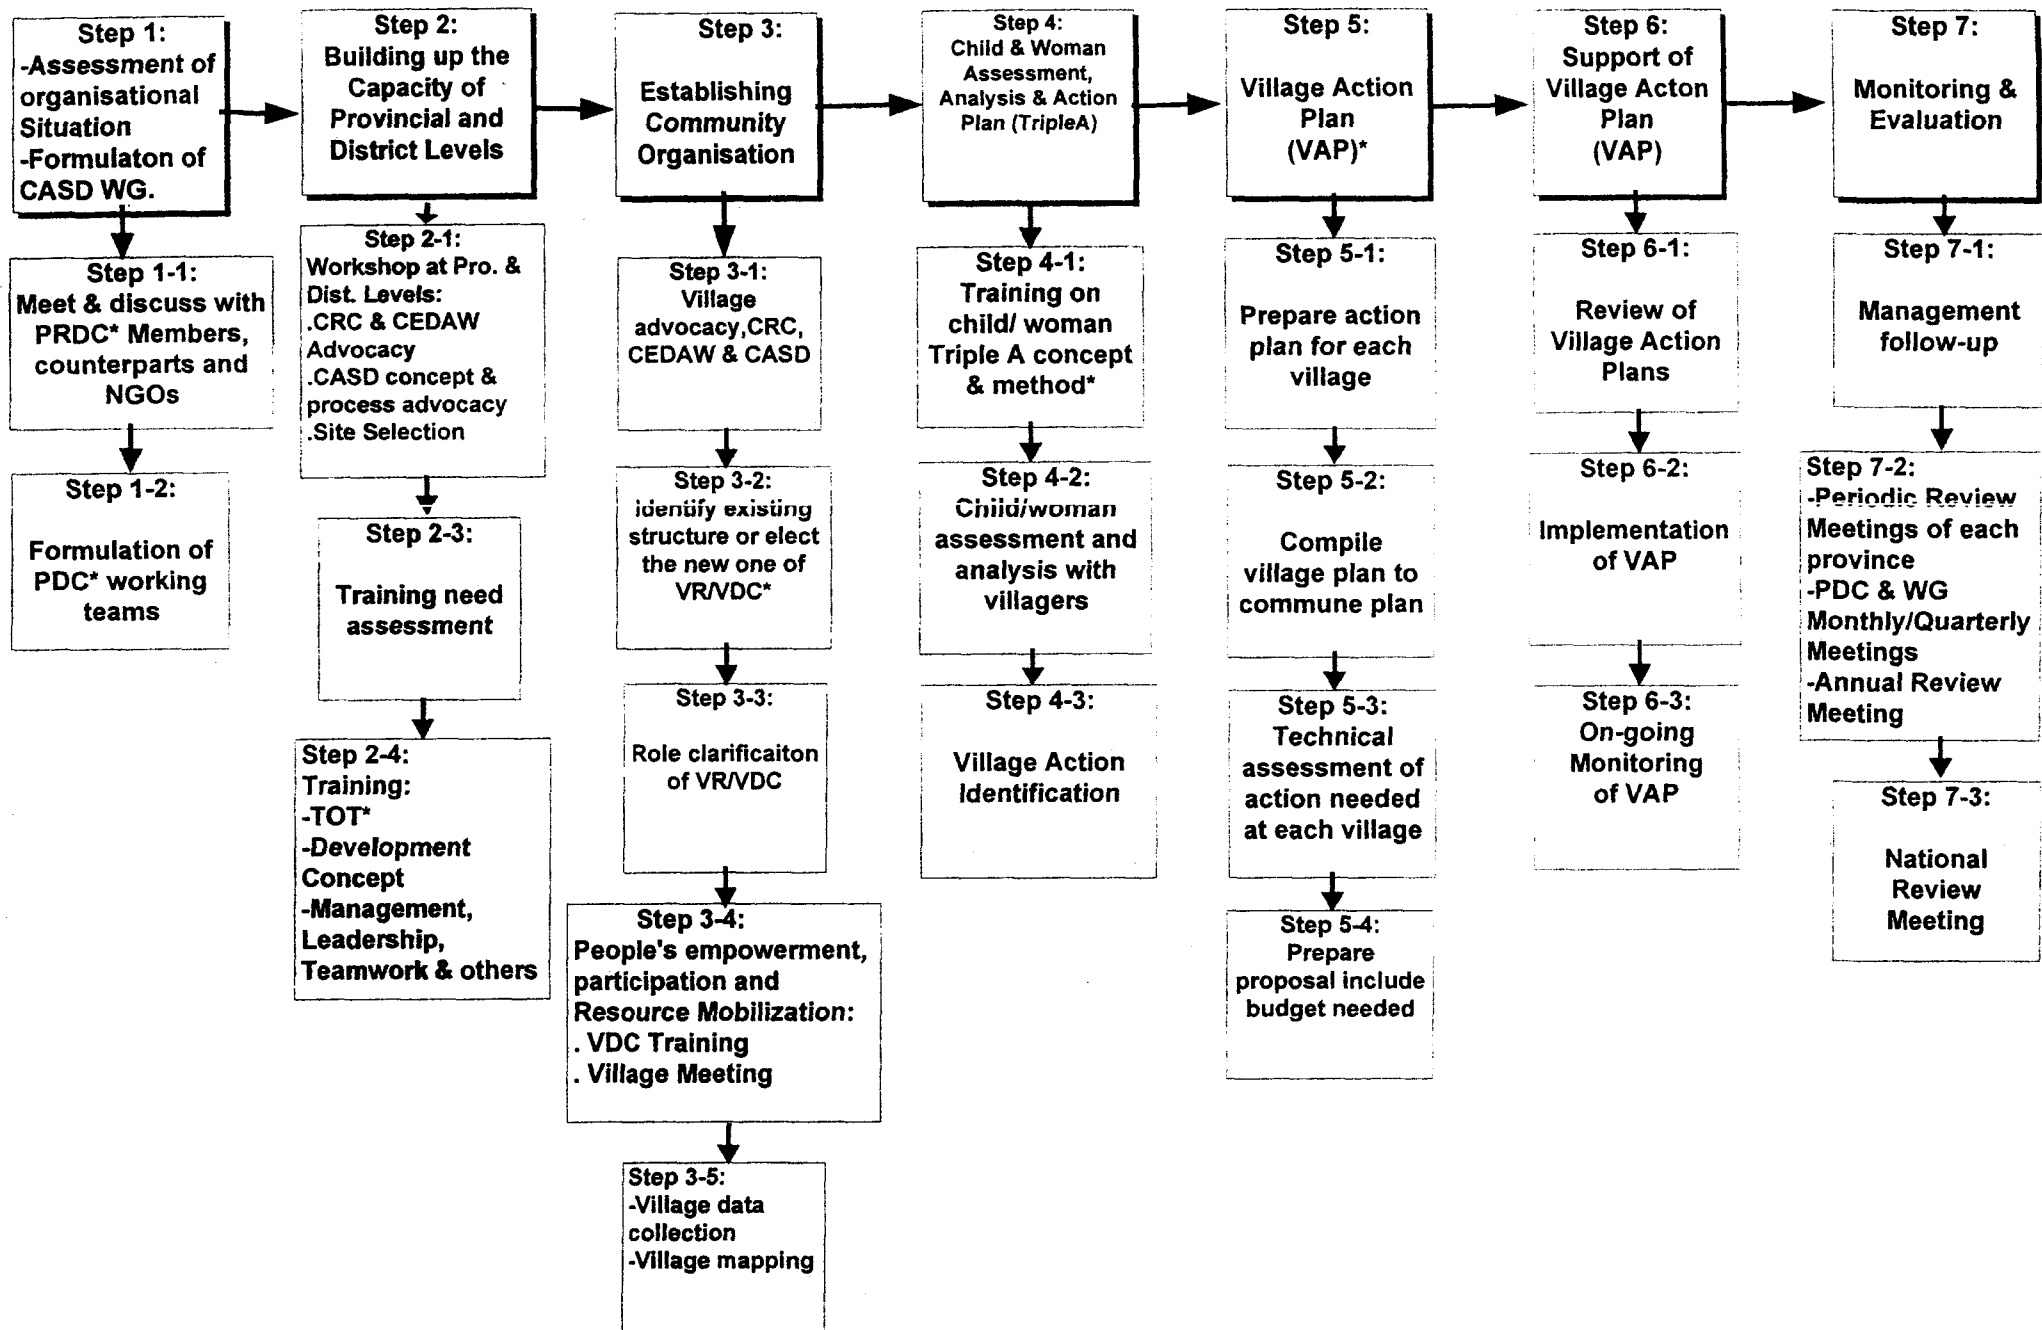 Step 1:
-Assessment of
organisational
Situation
-Formulaton of
CASD WG.
Step 1-1:
Meet & discuss with
PRDC* Members,
counterparts and
NGOs
Step 1-2:
Formulation of
PDC* working
teams
Step 2:
Building up the
Capacity of
Provincial and
District Levels
Step 2-1:
Workshop at Pro. &
Dist. Levels:
.CRC & CEDAW
Advocacy
.CASD concept &
process advocacy
.Site Selection
Step 2-3:
Training need
assessment
Step 2-4:
Training:
-TOT*
-Development
Concept
-Management,
Leadership,
Teamwork & others
Step 3:
Establishing
Community
Organisation
Step 3-1:
Village
advocacy,CRC,
CEDAW & CASD
Step 3-2:
identify existing
structure or elect
the new one of
VR/VDC*
Step 3-3:
Role clarificaiton
of VR/VDC
Step 3-4:
People's empowerment,
participation and
Resource Mobilization:
. VDC Training
. Village Meeting
Step 3-5:
-Village data
collection
-Village mapping
Step 4:
Child & Woman
Assessment,
Analysis & Action
Plan (TripleA)
Step 4-1:
Training on
child/ woman
Triple A concept
& method*
Step 4-2:
Child/woman
assessment and
analysis with
villagers
Step 4-3:
Village Action
Identification
Step 5:
Village Action
Plan
(VAP)*
Step 5-1:
Prepare action
plan for each
village
Step 5-2:
Compile
village plan to
commune plan
Step 5-3:
Technical
assessment of
action needed
at each village
Step 5-4:
Prepare
proposal include
budget needed
Step 6:
Support of
Village Acton
Plan
(VAP)
Step 6-1:
Review of
Village Action
Plans
Step 6-2:
Implementation
of VAP
Step 6-3:
On-going
Monitoring
of VAP
Step 7:
Monitoring &
Evaluation
Step 7-1:
Management
follow-up
Step 7-2:
-Periodic Review
Meetings of each
province
-PDC & WG
Monthly/Quarterly
Meetings
-Annual Review
Meeting
Step 7-3:
National
Review
Meeting